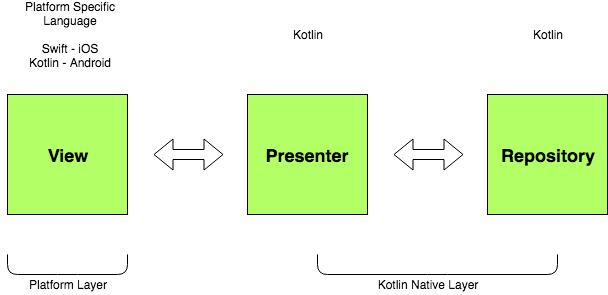 Platform Specific
Language
Swift - iOS
Kotlin - Android
Kotlin
Kotlin
View
Presenter
Repository
Platform Layer
Kotlin Native Layer